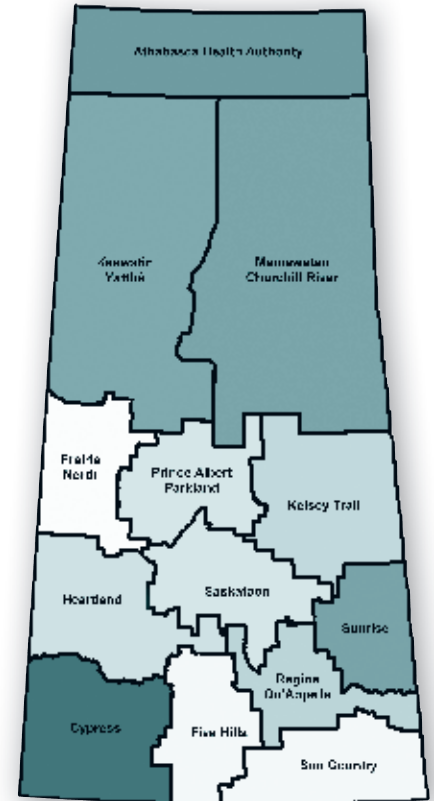 Athabasca Health Authority
Keewatin
Yatthé
Mamawetan
Churchill River
Prairie
North
Prince Albert
Parkland
Kelsey Trail
Heartland
Saskatoon
Sunrise
Regina
Qu'Appelle
Cypress
Five Hills
Sun Country